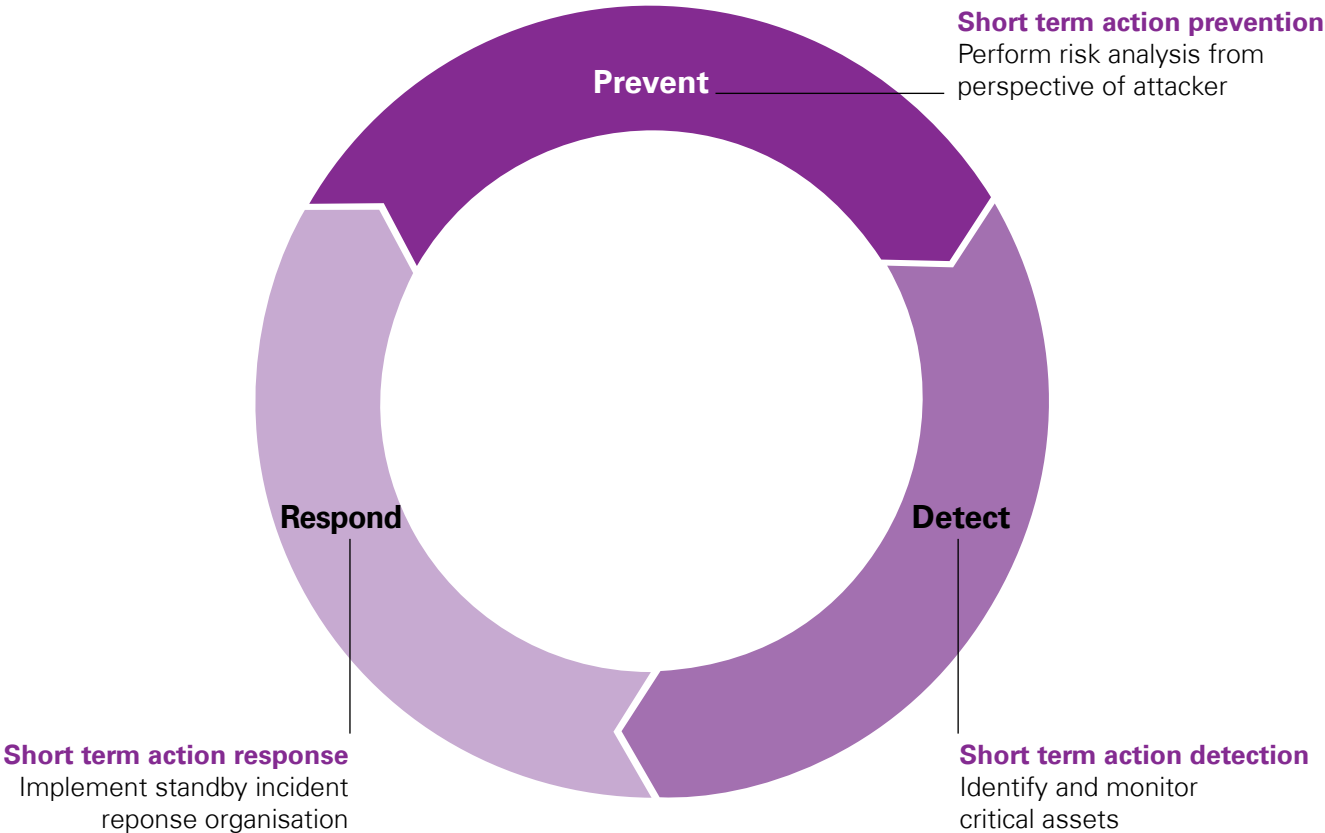 Short term action prevention
Perform risk analysis from
perspective of attacker
Prevent
Respond
Detect
Short term action response
Implement standby incident
reponse organisation
Short term action detection
Identify and monitor
critical assets